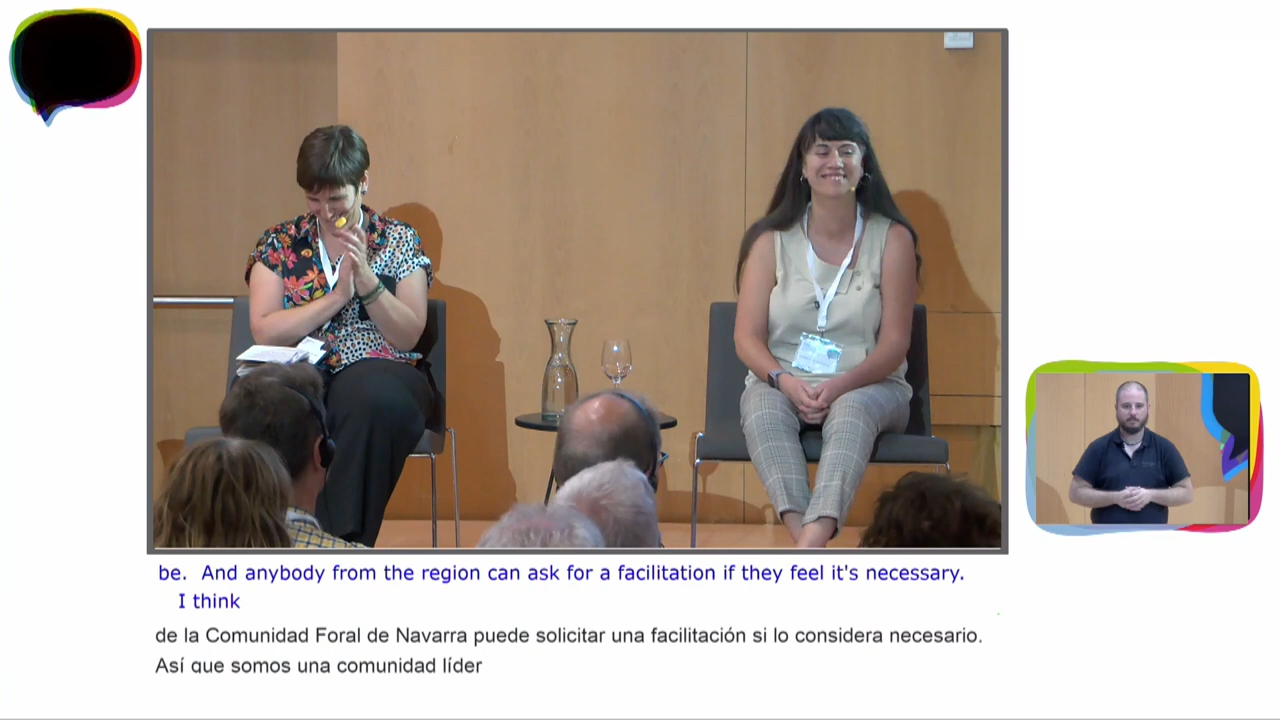 be.  And anybody from the region can ask for a facilitation if they feel it's necessary.
I think
de la Comunidad Foral de Navarra puede solicitar una facilitación si lo considera necesario.
Así que somos una comunidad líder